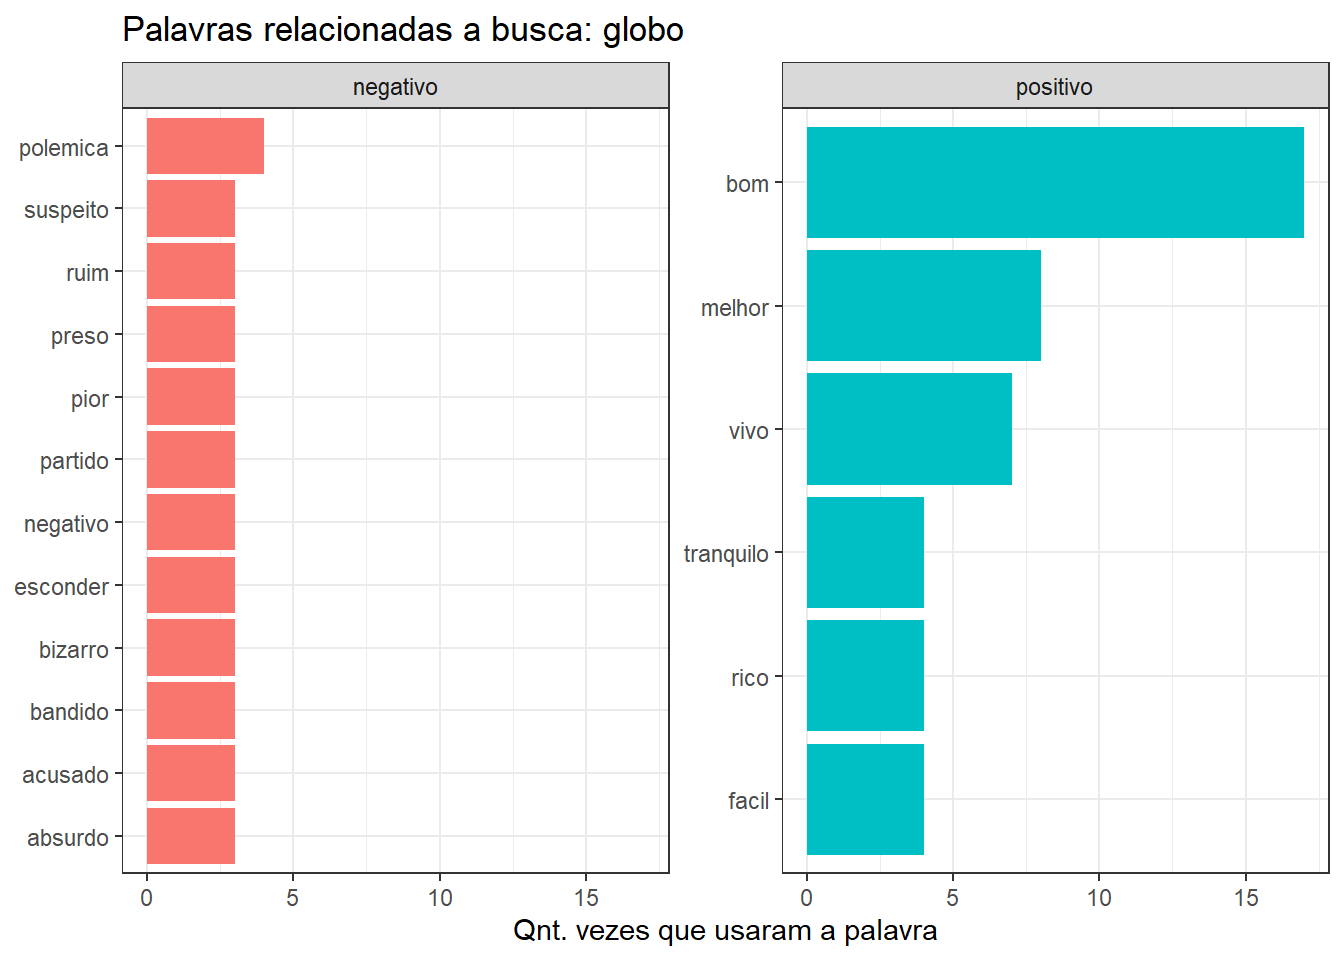 Palavras relacionadas a busca: globo
negativo
polemica
suspeito
ruim
preso
pior
partido
negativo
esconder
bizarro
bandido
acusado
absurdo
0 5 10 15
positivo
bom
melhor
vivo
tranquilo
rico
facil
0 5 10 15
Qnt. vezes que usaram a palavra